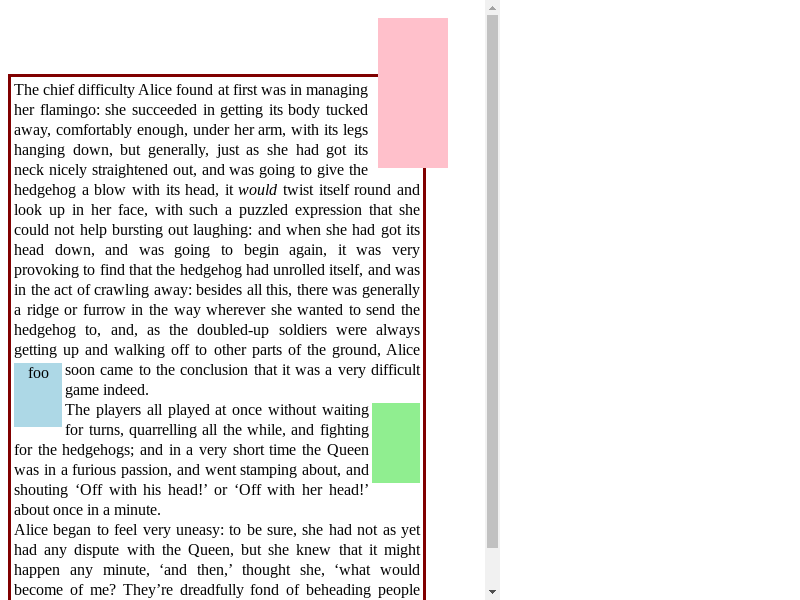 The chief difficulty Alice found at first was in managing
her flamingo: she succeeded in getting its body tucked
away, comfortably enough, under her arm, with its legs
hanging down, but generally, just as she had got its
neck nicely straightened out, and was going to give the
hedgehog a blow with its head, it would twist itself round and
look up in her face, with such a puzzled expression that she
could not help bursting out laughing: and when she had got its
head down, and was going to begin again, it was very
provoking to find that the hedgehog had unrolled itself, and was
in the act of crawling away: besides all this, there was generally
a ridge or furrow in the way wherever she wanted to send the
hedgehog to, and, as the doubled-up soldiers were always
getting up and walking off to other parts of the ground, Alice
foo
soon came to the conclusion that it was a very difficult
game indeed.
The players all played at once without waiting
for turns, quarrelling all the while, and fighting
for the hedgehogs; and in a very short time the Queen
was in a furious passion, and went stamping about, and
shouting ‘Off with his head!’ or ‘Off with her head!’
about once in a minute.
Alice began to feel very uneasy: to be sure, she had not as yet
had any dispute with the Queen, but she knew that it might
happen any minute, ‘and then,’ thought she, ‘what would
become of me? They’re dreadfully fond of beheading people